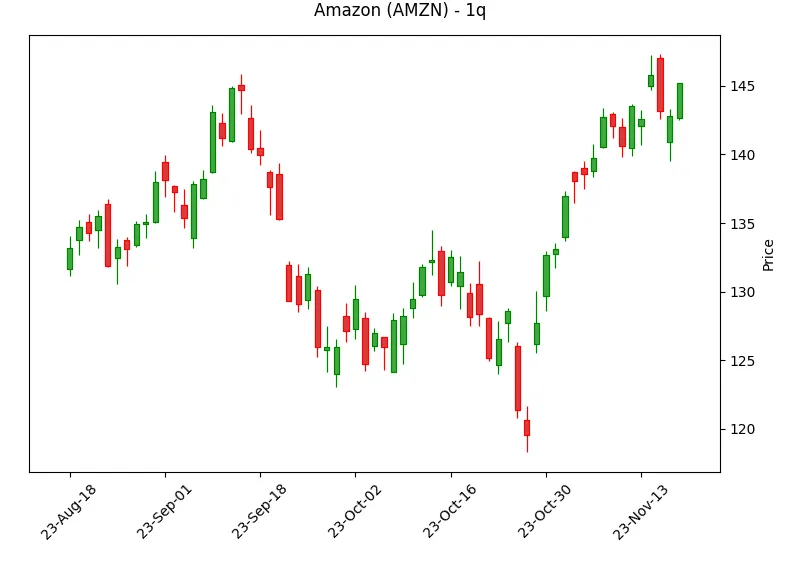 Amazon (AMZN) - 1q
145
140
135
130
125
120
Price
23-Aug-18
23-Sep-01
23-Sep-18
23-Oct-02
23-Oct-16
23-Oct-30
23-Nov-13